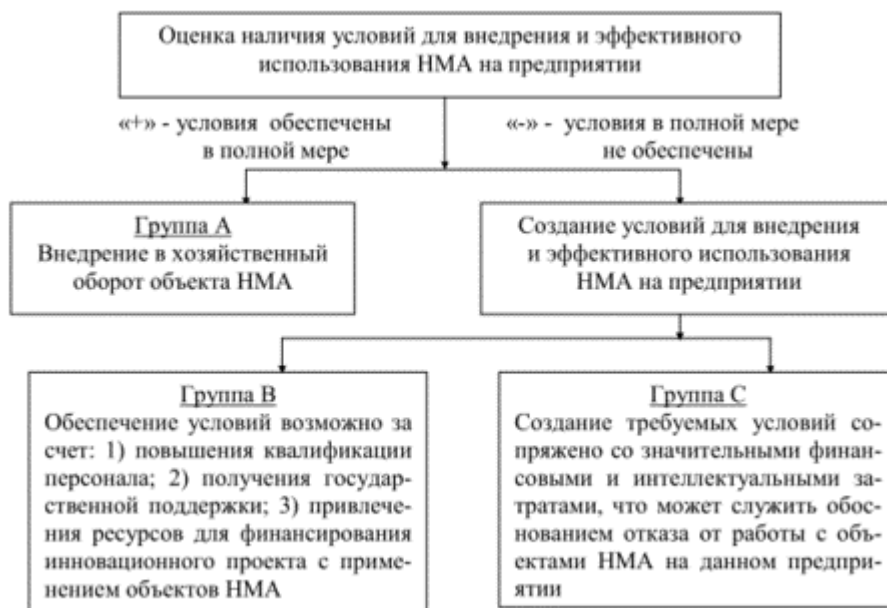 Оценка наличия условий для внедрения и эффективного
использования НМА на предприятии
«+» - условия обеспечены
в полной мере
«-» - условия в полной мере
не обеспечены
Группа А
Внедрение в хозяйственный
оборот объекта НМА
Создание условий для внедрения
и эффективного использования
НМА на предприятии
Группа В
Обеспечение условий возможно за
счет: 1) повышения квалификации
персонала; 2) получения государ-
ственной поддержки; 3) привлече-
ния ресурсов для финансирования
инновационного проекта с приме-
нением объектов НМА
Группа С
Создание требуемых условий со-
пряжено со значительными финан-
совыми и интеллектуальными за-
тратами, что может служить обос-
нованием отказа от работы с объ-
ектами НМА на данном предпри-
ятии